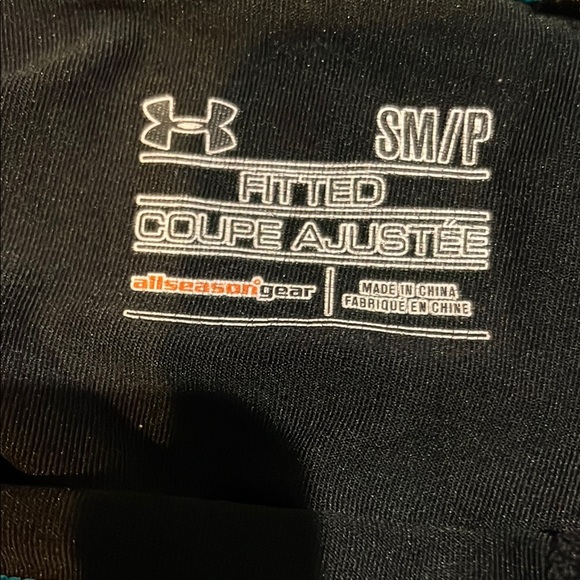 SM//P
FITTED
COUPE AJUSTÉE
allseasongear
MADE IN CHINA
FABRIQUÉ EN CHINE